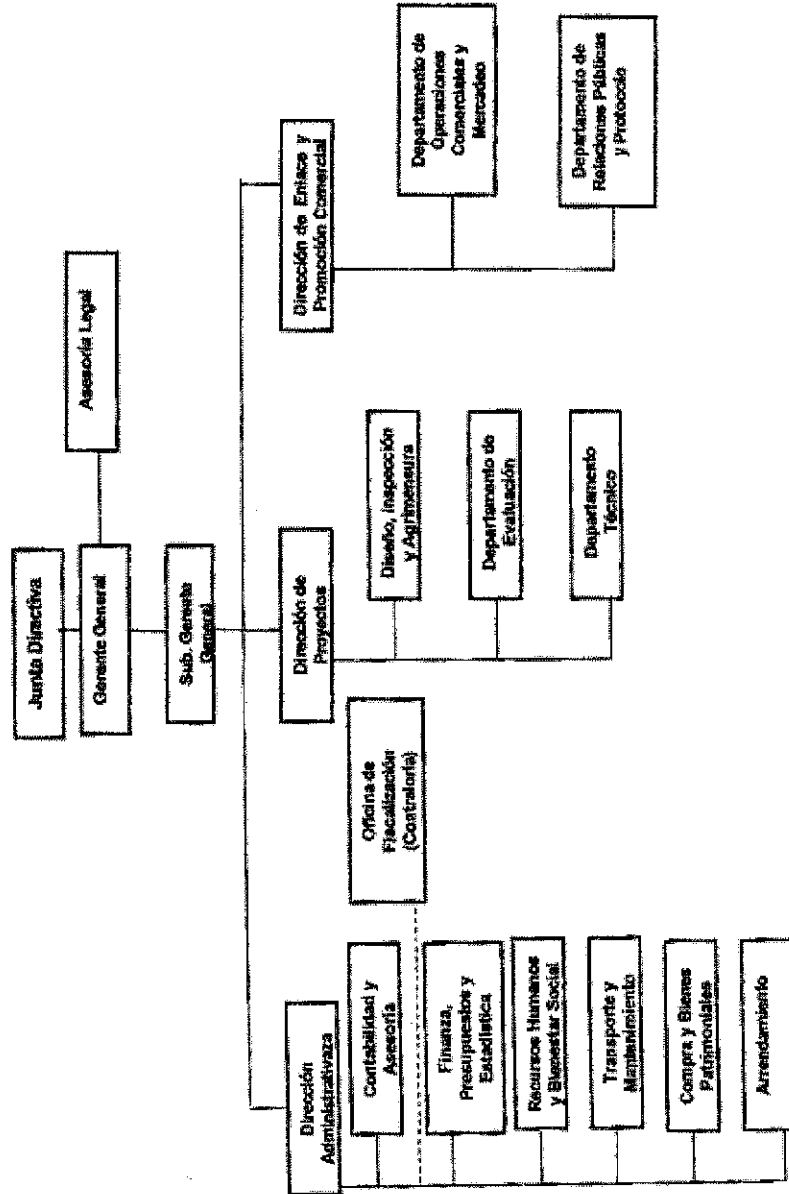 Junta Directiva
Gerente General
Asesoría Legal
Sub. Gerente
General
Dirección
Administrativaza
Contabilidad y
Asesoría
Oficina de
Fiscalización
(Contraloría)
Finanza,
Presupuestos y
Estadística
Recursos Humanos
y Bienestar Social
Transporte y
Mantenimiento
Compra y Bienes
Patrimoniales
Arrendamiento
Dirección de
Proyectos
Diseño, Inspección
y Agrimensura
Departamento de
Evaluación
Departamento
Técnico
Dirección de Enlace y
Promoción Comercial
Departamento de
Operaciones
Comerciales y
Mercadeo
Departamento de
Relaciones Públicas
y Protocolo